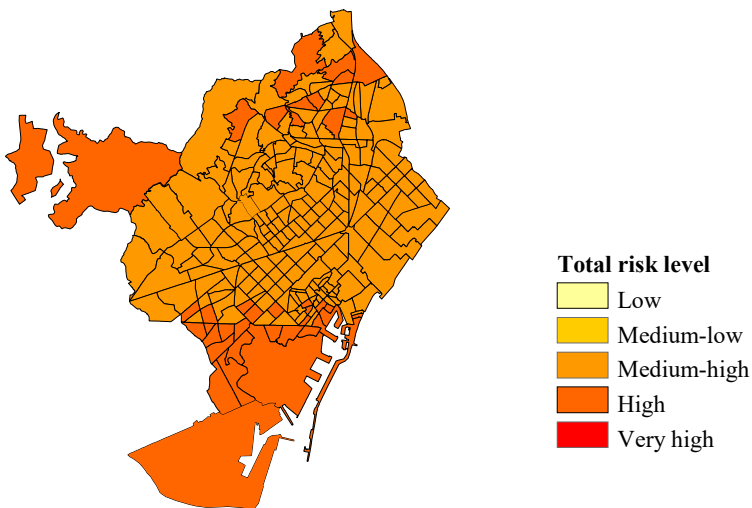 Total risk level
Low
Medium-low
Medium-high
High
Very high